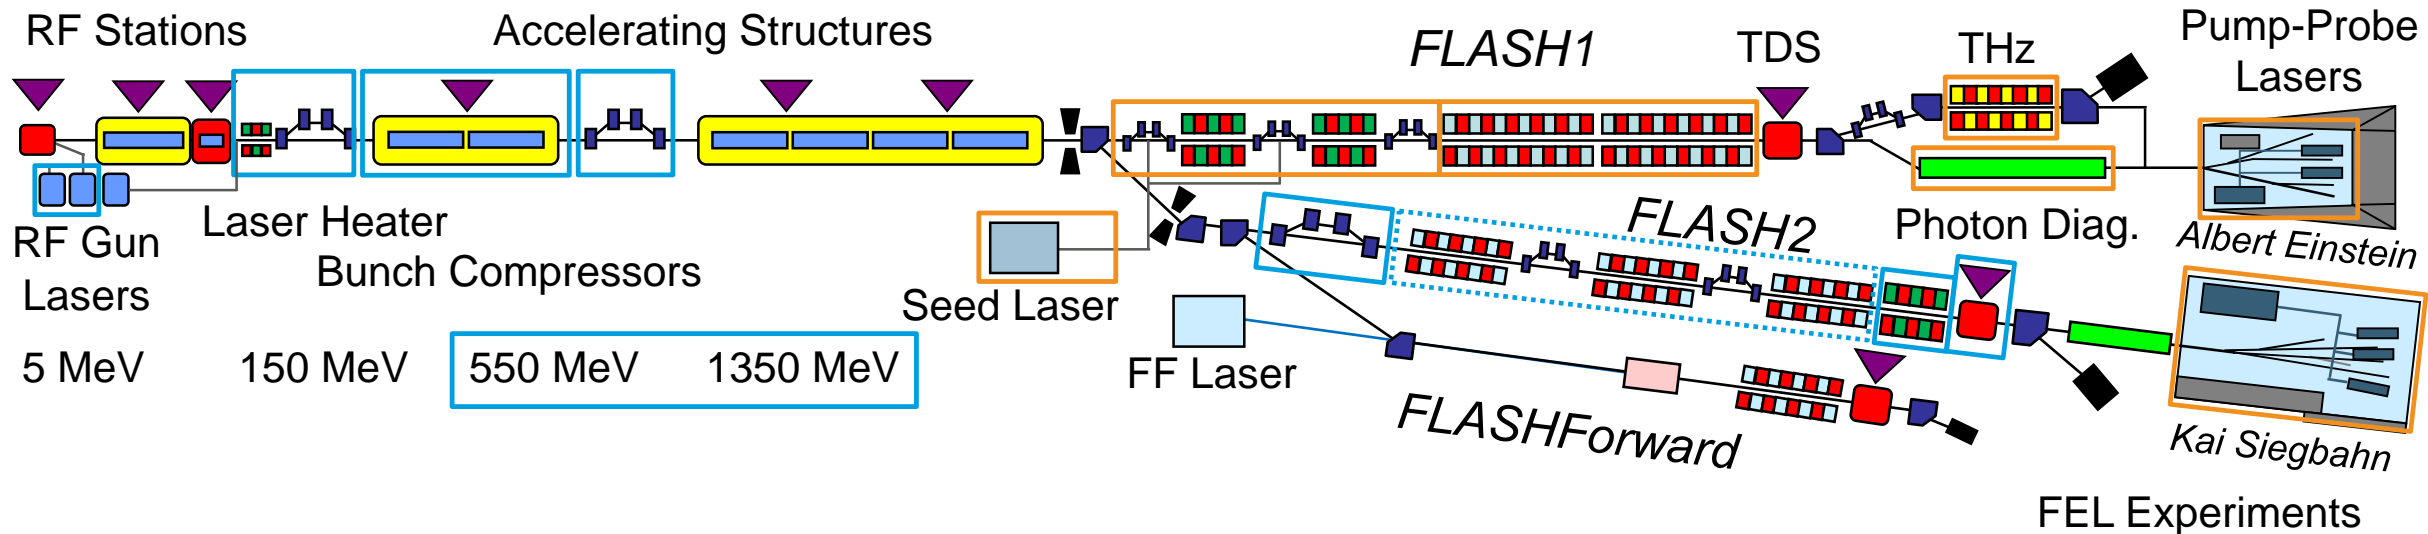 RF Stations
Accelerating Structures
FLASH1
TDS
THz
Pump-Probe
Lasers
RF Gun
Lasers
Laser Heater
Bunch Compressors
Seed Laser
FLASH2
Photon Diag.
Albert Einstein
5 MeV
150 MeV
550 MeV
1350 MeV
FF Laser
FLASHForward
Kai Siegbahn
FEL Experiments